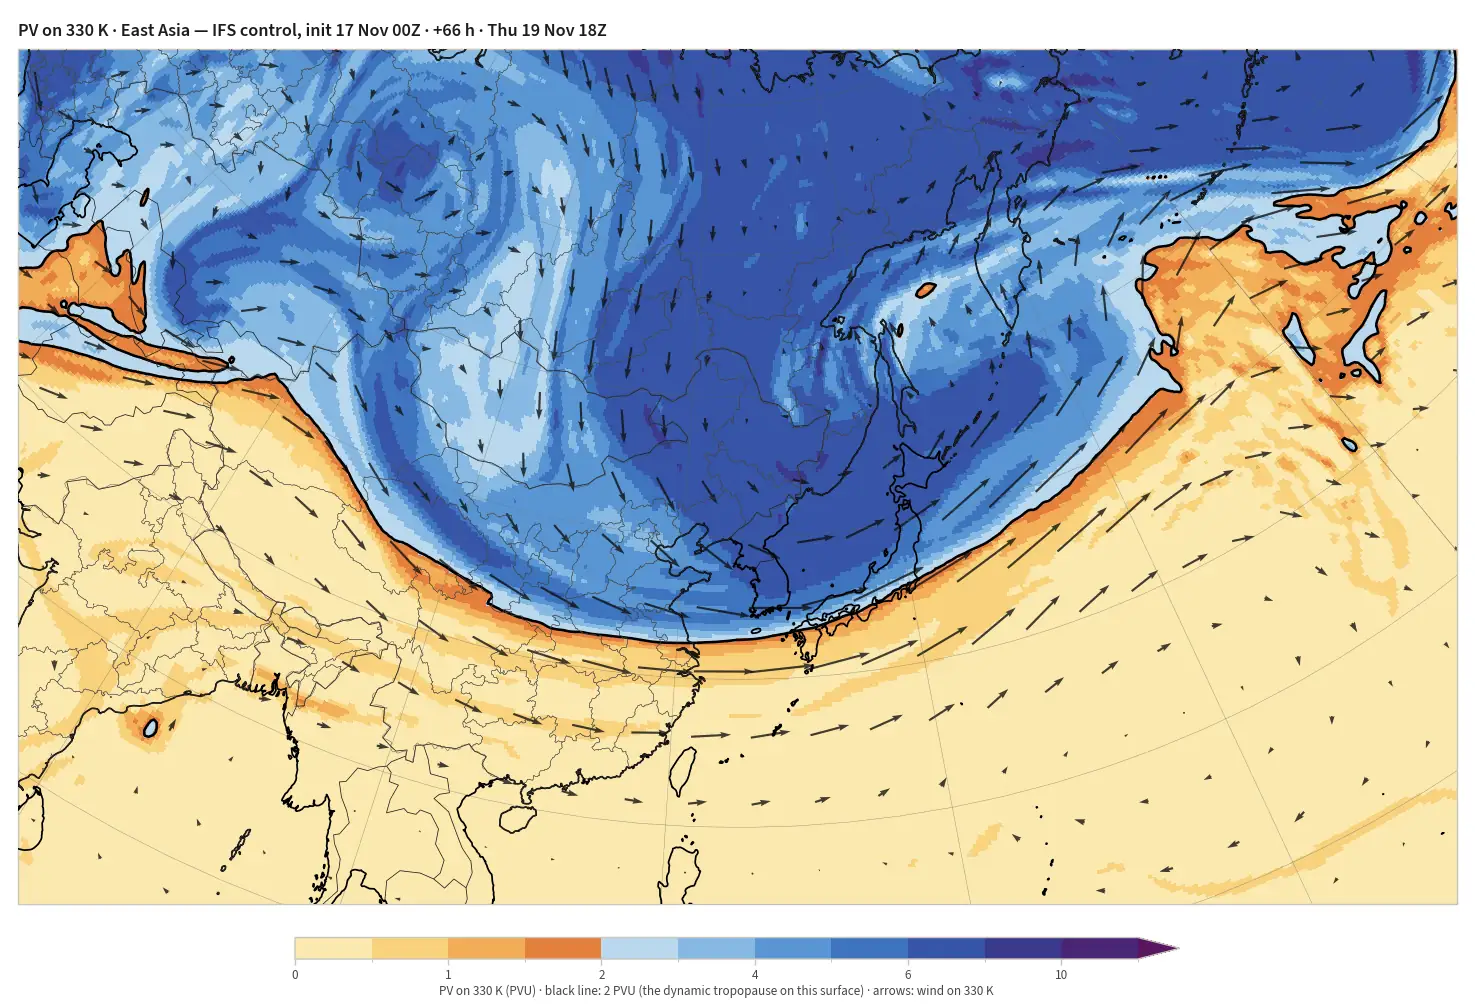 PV on 330 K · East Asia — IFS control, init 17 Nov 00Z · +66 h · Thu 19 Nov 18Z
0 1 2 4 6 10
PV on 330 K (PVU) · black line: 2 PVU (the dynamic tropopause on this surface) · arrows: wind on 330 K